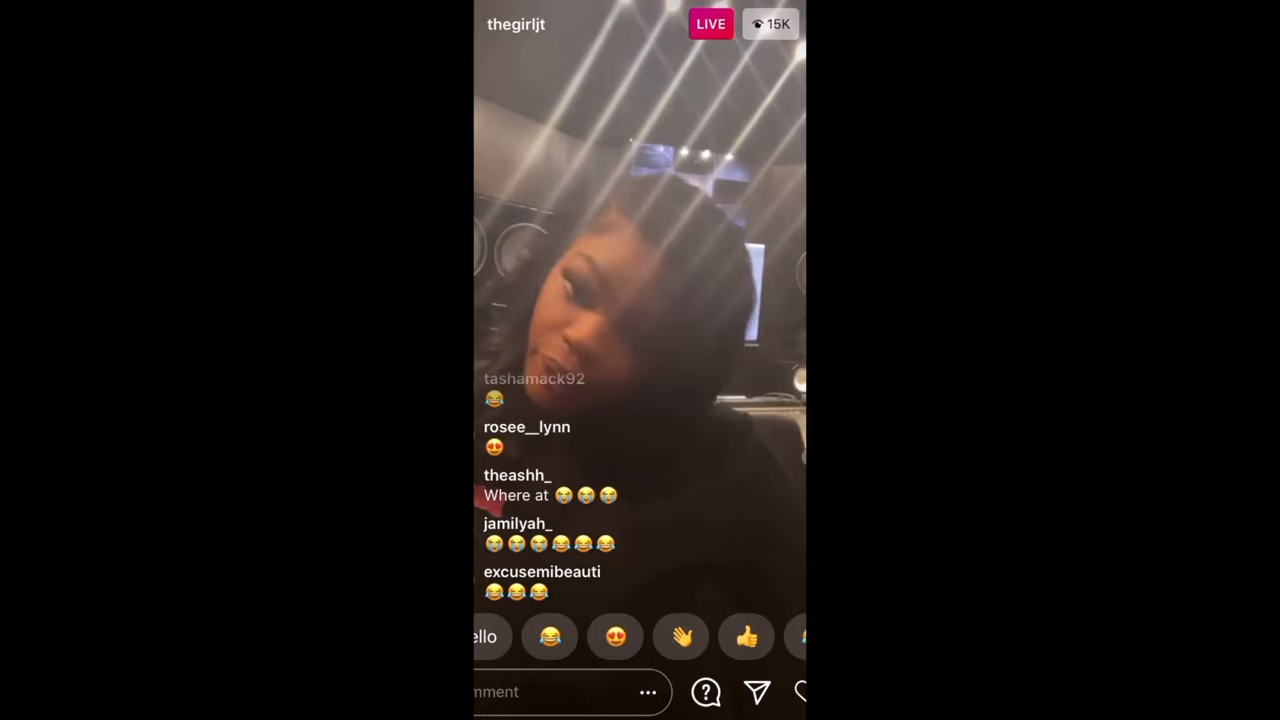 thegirljt
LIVE
15K
tashamack92
😂
rosee__lynn
😍
theashh_
Where at 😭😭😭
jamilyah_
😭😭😭😂😂😂
excusemibeauti
😂😂😂
ello 😂 😍 👋 👍
mment